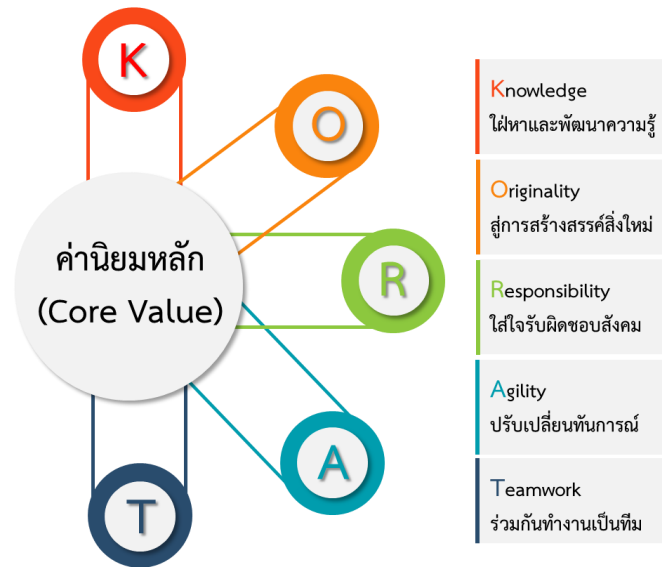 K
O
R
A
T
ค่านิยมหลัก
(Core Value)
Knowledge
ใฝ่หาและพัฒนาความรู้
Originality
สู่การสร้างสรรค์สิ่งใหม่
Responsibility
ใส่ใจรับผิดชอบสังคม
Agility
ปรับเปลี่ยนทันการณ์
Teamwork
ร่วมกันทำงานเป็นทีม